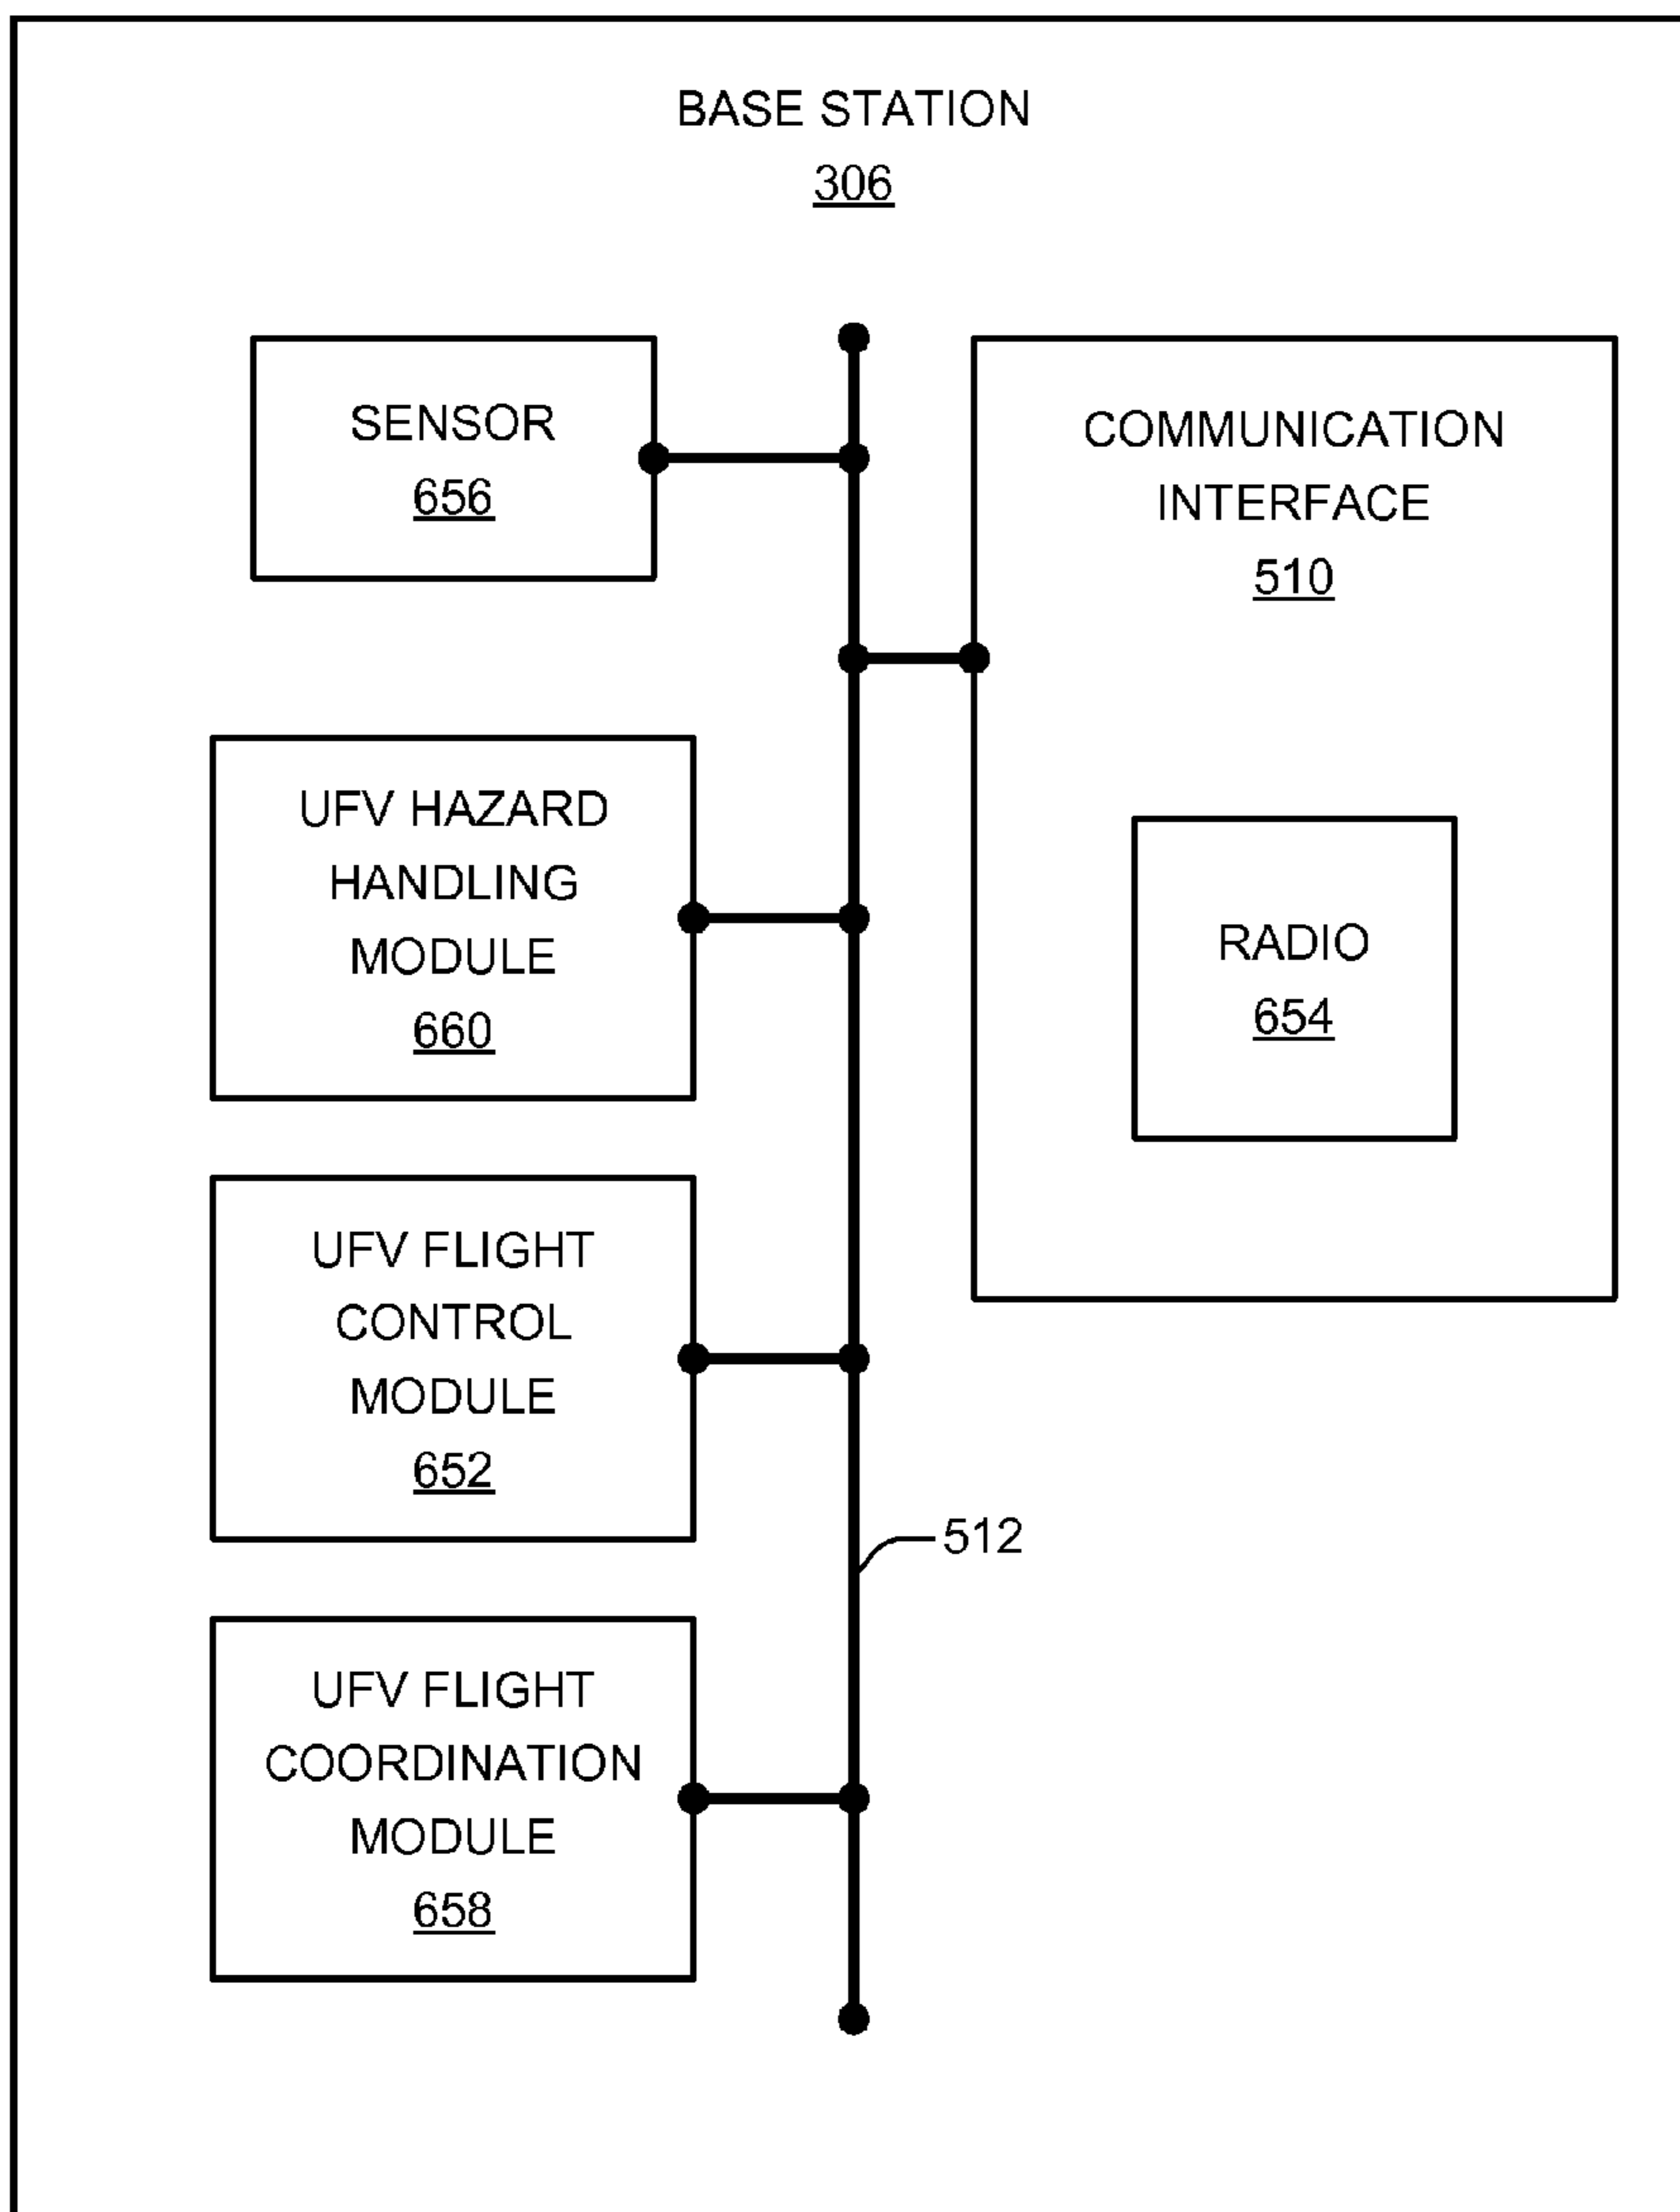 BASE STATION
306
SENSOR
656
COMMUNICATION
INTERFACE
510
UFV HAZARD
HANDLING
MODULE
660
RADIO
654
UFV FLIGHT
CONTROL
MODULE
652
512
UFV FLIGHT
COORDINATION
MODULE
658